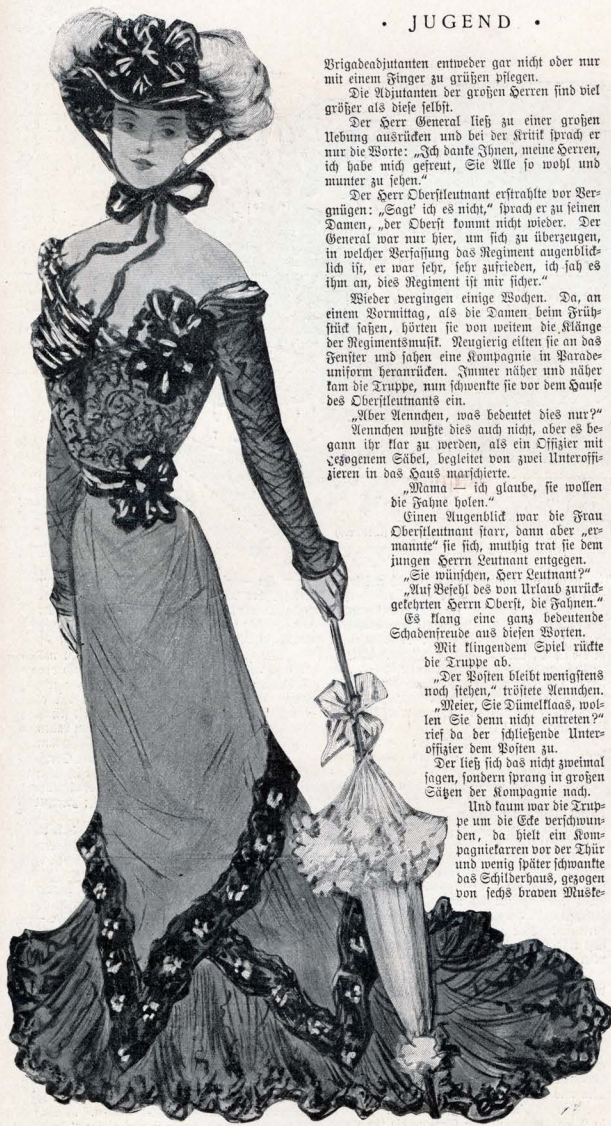 · JUGEND ·
Brigadeadjutanten entweder gar nicht oder nur
mit einem Finger zu grüßen pflegen.
Die Adjutanten der großen Herren sind viel
größer als diese selbst.
Der Herr General ließ zu einer großen
Uebung ausrücken und bei der Kritik sprach er
nur die Worte: „Ich danke Ihnen, meine Herren,
ich habe mich gefreut, Sie Alle so wohl und
munter zu sehen.“
Der Herr Oberstleutnant erstrahlte vor Ver-
gnügen: „Sagt' ich es nicht,“ sprach er zu seinen
Damen, „der Oberst kommt nicht wieder. Der
General war nur hier, um sich zu überzeugen,
in welcher Verfassung das Regiment augenblick-
lich ist, er war sehr, sehr zufrieden, ich sah es
ihm an, dies Regiment ist mir sicher.“
Wieder vergingen einige Wochen. Da, an
einem Vormittag, als die Damen beim Früh-
stück saßen, hörten sie von weitem die Klänge
der Regimentsmusik. Neugierig eilten sie an das
Fenster und sahen eine Kompagnie in Parade-
uniform heranrücken. Immer näher und näher
kam die Truppe, nun schwenkte sie vor dem Hause
des Oberstleutnants ein.
„Aber Aennchen, was bedeutet dies nur?“
Aennchen wußte dies auch nicht, aber es be-
gann ihr klar zu werden, als ein Offizier mit
gezogenem Säbel, begleitet von zwei Unteroffi-
zieren in das Haus marschierte.
„Mama — ich glaube, sie wollen
die Fahne holen.“
Einen Augenblick war die Frau
Oberstleutnant starr, dann aber „er-
mannte“ sie sich, muthig trat sie dem
jungen Herrn Leutnant entgegen.
„Sie wünschen, Herr Leutnant?“
„Auf Befehl des von Urlaub zurück-
gekehrten Herrn Oberst, die Fahnen.“
Es klang eine ganz bedeutende
Schadenfreude aus diesen Worten.
Mit klingendem Spiel rückte
die Truppe ab.
„Der Posten bleibt wenigstens
noch stehen,“ tröstete Aennchen.
„Meier, Sie Dümelklaas, wol-
len Sie denn nicht eintreten?“
rief da der schließende Unter-
offizier dem Posten zu.
Der ließ sich das nicht zweimal
sagen, sondern sprang in großen
Sätzen der Kompagnie nach.
Und kaum war die Trup-
pe um die Ecke verschwun-
den, da hielt ein Kom-
pagniekarren vor der Thür
und wenig später schwankte
das Schilderhaus, gezogen
von sechs braven Muske-